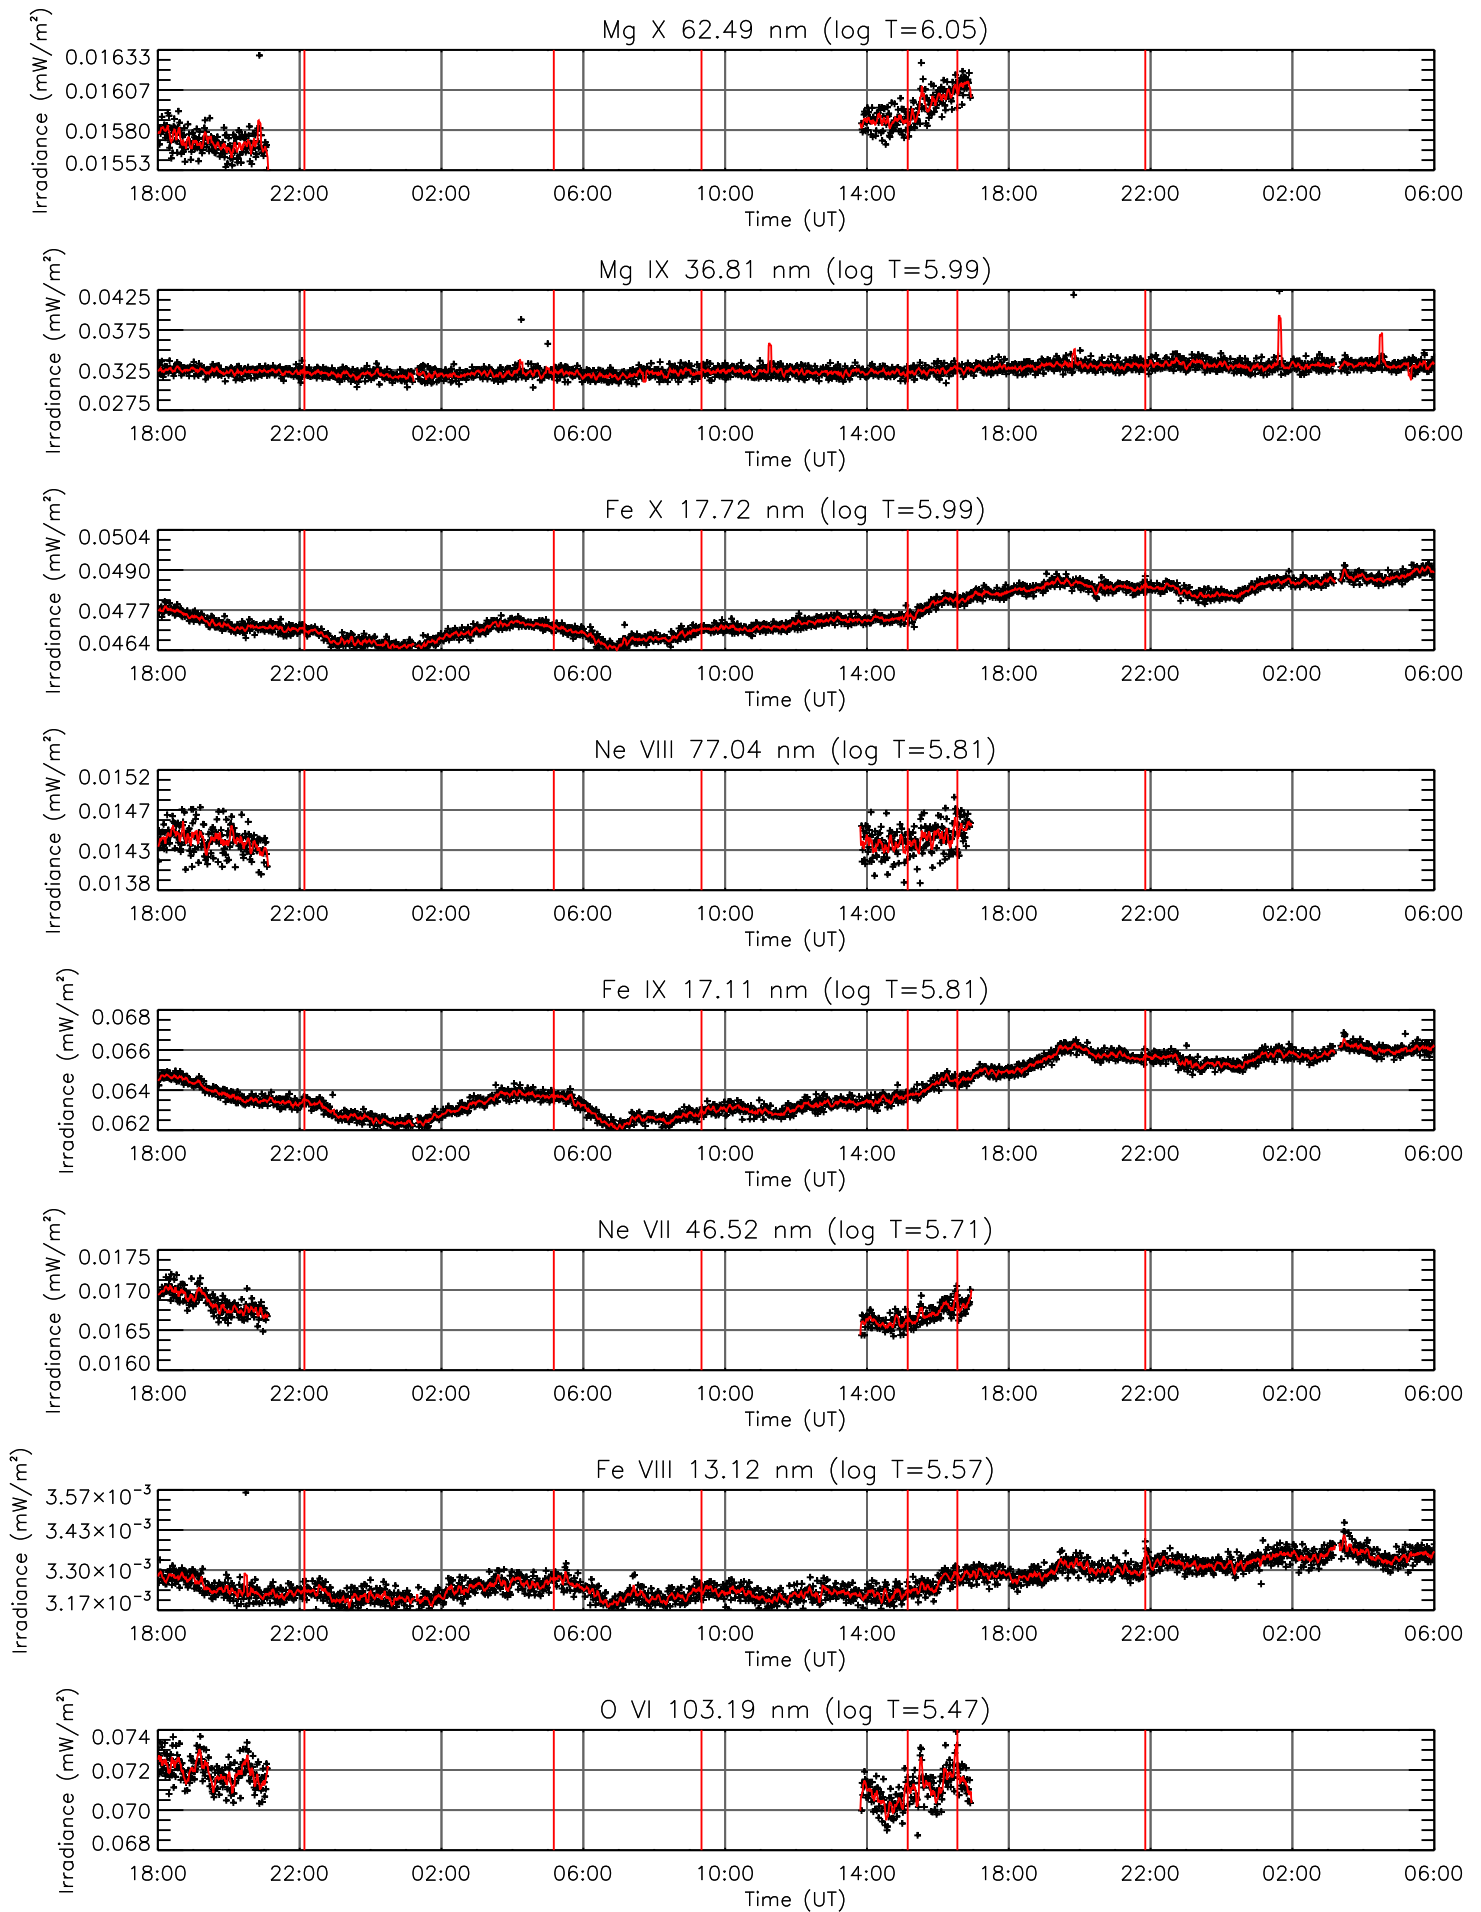 Mg X 62.49 nm (log T=6.05)
Irradiance (mW/m²)
0.01633
0.01607
0.01580
0.01553
18:00 22:00 02:00 06:00 10:00 14:00 18:00 22:00 02:00 06:00
Time (UT)
Mg IX 36.81 nm (log T=5.99)
Irradiance (mW/m²)
0.0425
0.0375
0.0325
0.0275
18:00 22:00 02:00 06:00 10:00 14:00 18:00 22:00 02:00 06:00
Time (UT)
Fe X 17.72 nm (log T=5.99)
Irradiance (mW/m²)
0.0504
0.0490
0.0477
0.0464
18:00 22:00 02:00 06:00 10:00 14:00 18:00 22:00 02:00 06:00
Time (UT)
Ne VIII 77.04 nm (log T=5.81)
Irradiance (mW/m²)
0.0152
0.0147
0.0143
0.0138
18:00 22:00 02:00 06:00 10:00 14:00 18:00 22:00 02:00 06:00
Time (UT)
Fe IX 17.11 nm (log T=5.81)
Irradiance (mW/m²)
0.068
0.066
0.064
0.062
18:00 22:00 02:00 06:00 10:00 14:00 18:00 22:00 02:00 06:00
Time (UT)
Ne VII 46.52 nm (log T=5.71)
Irradiance (mW/m²)
0.0175
0.0170
0.0165
0.0160
18:00 22:00 02:00 06:00 10:00 14:00 18:00 22:00 02:00 06:00
Time (UT)
Fe VIII 13.12 nm (log T=5.57)
Irradiance (mW/m²)
3.57×10⁻³
3.43×10⁻³
3.30×10⁻³
3.17×10⁻³
18:00 22:00 02:00 06:00 10:00 14:00 18:00 22:00 02:00 06:00
Time (UT)
O VI 103.19 nm (log T=5.47)
Irradiance (mW/m²)
0.074
0.072
0.070
0.068
18:00 22:00 02:00 06:00 10:00 14:00 18:00 22:00 02:00 06:00
Time (UT)